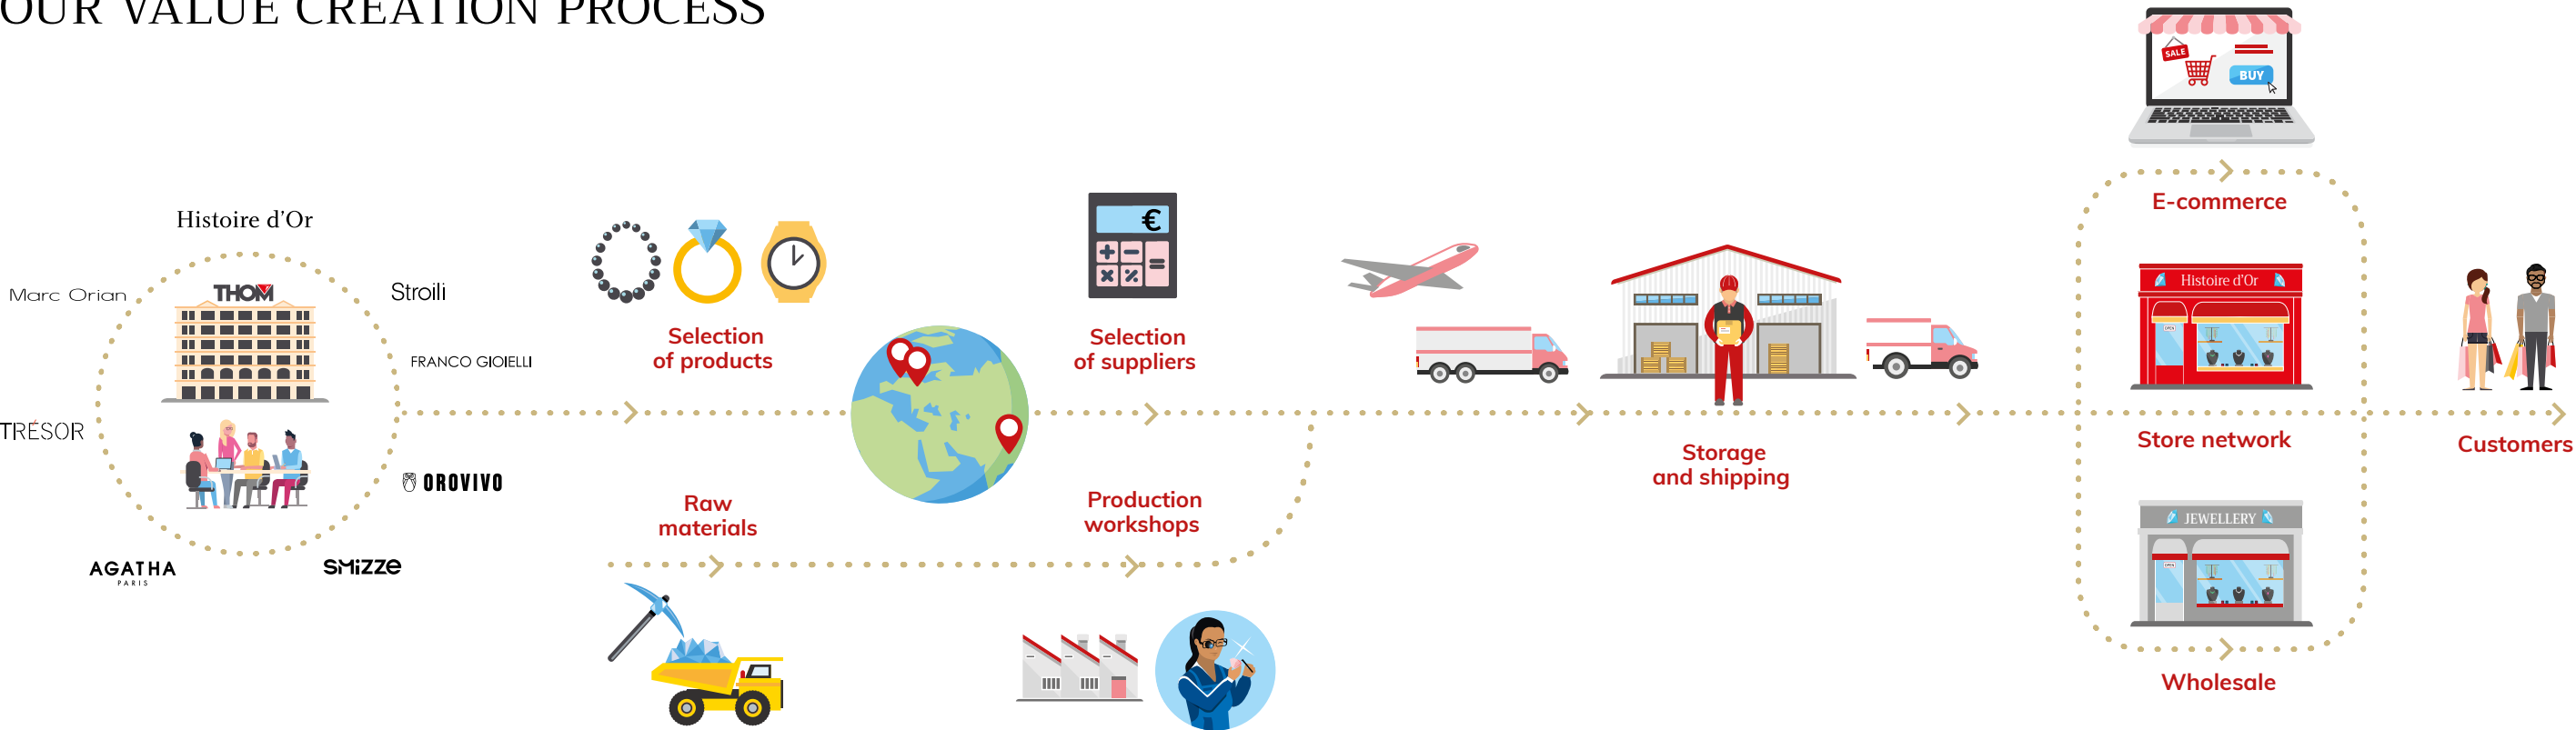 OUR VALUE CREATION PROCESS
Histoire d'Or
Marc Orian
THOM
Stroili
FRANCO GIOIELLI
TRÉSOR
OROVIVO
AGATHA
PARIS
SMiZZE
Selection
of products
Raw
materials
€
+ −
× % =
Selection
of suppliers
Production
workshops
Storage
and shipping
SALE
BUY
E-commerce
Histoire d'Or
OPEN
Store network
JEWELLERY
OPEN
Wholesale
Customers